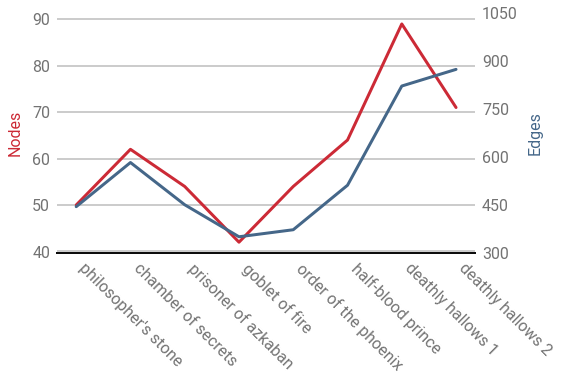 90
80
70
60
50
40
Nodes
1050
900
750
600
450
300
Edges
philosopher's stone
chamber of secrets
prisoner of azkaban
goblet of fire
order of the phoenix
half-blood prince
deathly hallows 1
deathly hallows 2